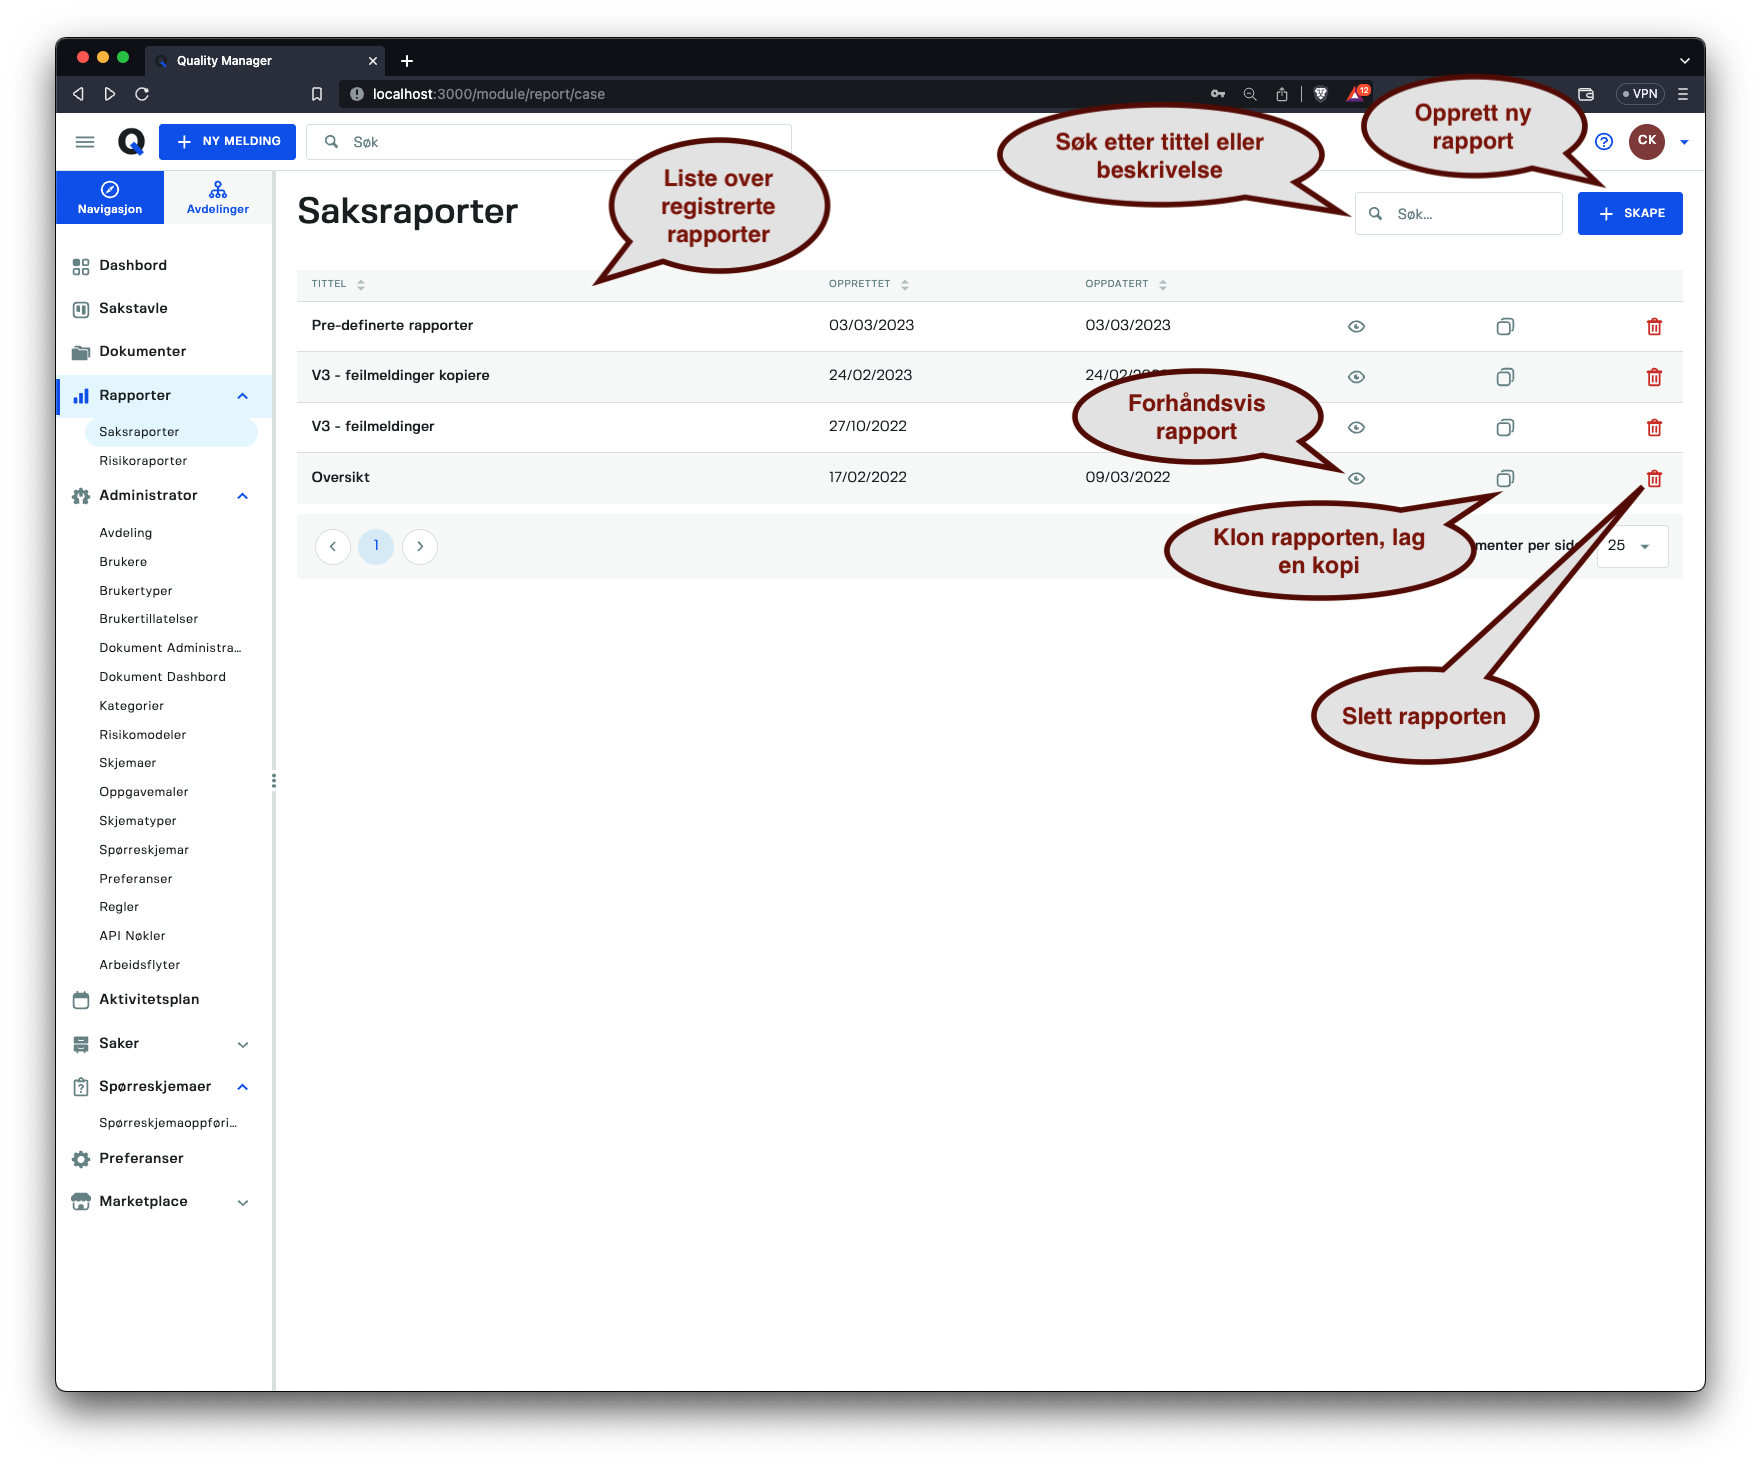 Quality Manager
localhost:3000/module/report/case
12
VPN
NY MELDING
Søk
CK
Opprett ny
rapport
Søk etter tittel eller
beskrivelse
Liste over
registrerte
rapporter
Navigasjon
Avdelinger
Saksraporter
Søk...
SKAPE
Dashbord
Sakstavle
Dokumenter
Rapporter
Saksraporter
Risikoraporter
Administrator
Avdeling
Brukere
Brukertyper
Brukertillatelser
Dokument Administra...
Dokument Dashbord
Kategorier
Risikomodeler
Skjemaer
Oppgavemaler
Skjematyper
Spørreskjemar
Preferanser
Regler
API Nøkler
Arbeidsflyter
Aktivitetsplan
Saker
Spørreskjemaer
Spørreskjemaoppføri...
Preferanser
Marketplace
TITTEL OPPRETTET OPPDATERT
Pre-definerte rapporter 03/03/2023 03/03/2023
V3 - feilmeldinger kopiere 24/02/2023 24/02/2023
V3 - feilmeldinger 27/10/2022
Oversikt 17/02/2022 09/03/2022
Forhåndsvis
rapport
Klon rapporten, lag
en kopi
1
menter per side
25
Slett rapporten